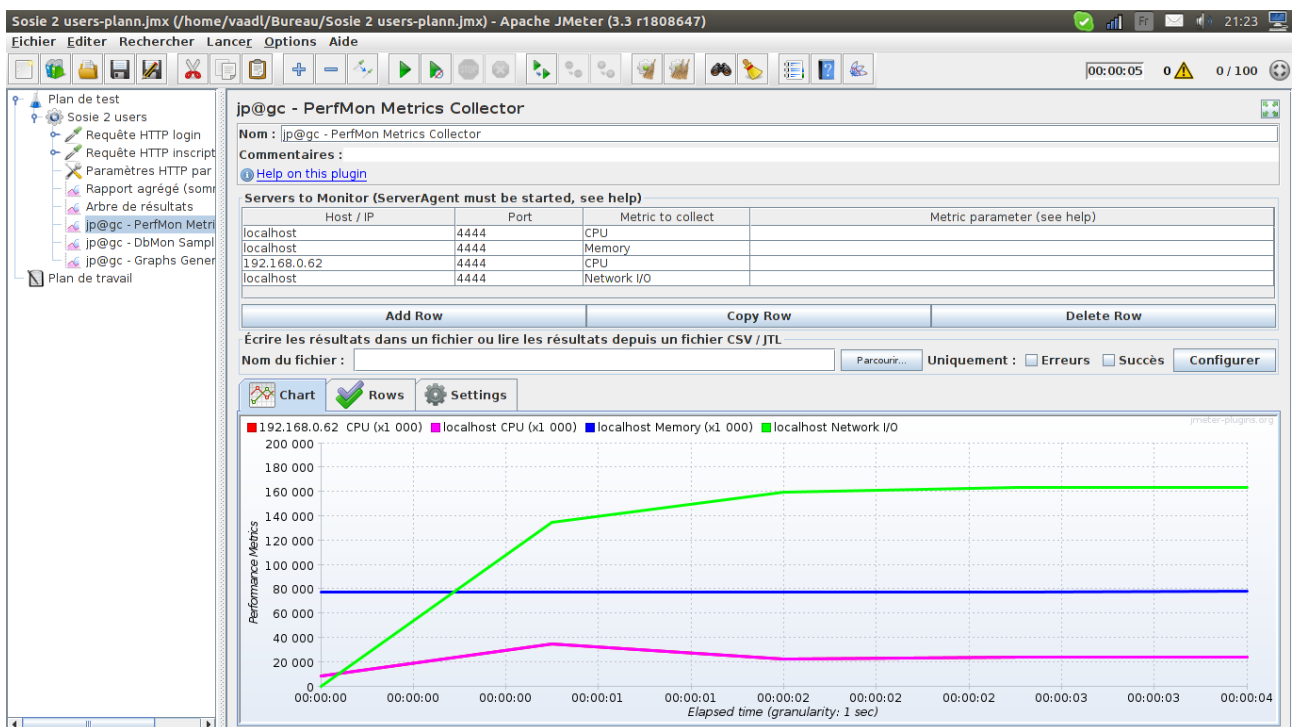 Sosie 2 users-plann.jmx (/home/vaadl/Bureau/Sosie 2 users-plann.jmx) - Apache JMeter (3.3 r1808647)
Fr
21:23
Fichier Editer Rechercher Lancer Options Aide
00:00:05
0
0 / 100
Plan de test
Sosie 2 users
Requête HTTP login
Requête HTTP inscript
Paramètres HTTP par
Rapport agrégé (somm
Arbre de résultats
jp@gc - PerfMon Metri
jp@gc - DbMon Sampl
jp@gc - Graphs Gener
Plan de travail
jp@gc - PerfMon Metrics Collector
Nom : jp@gc - PerfMon Metrics Collector
Commentaires :
Help on this plugin
Servers to Monitor (ServerAgent must be started, see help)
Host / IP Port Metric to collect Metric parameter (see help)
localhost 4444 CPU
localhost 4444 Memory
192.168.0.62 4444 CPU
localhost 4444 Network I/O
Add Row Copy Row Delete Row
Écrire les résultats dans un fichier ou lire les résultats depuis un fichier CSV / JTL
Nom du fichier : Parcourir... Uniquement : Erreurs Succès Configurer
Chart Rows Settings
192.168.0.62 CPU (x1 000) localhost CPU (x1 000) localhost Memory (x1 000) localhost Network I/O
jmeter-plugins.org
200 000
180 000
160 000
140 000
120 000
100 000
80 000
60 000
40 000
20 000
0
Performance Metrics
00:00:00 00:00:00 00:00:00 00:00:01 00:00:01 00:00:02 00:00:02 00:00:02 00:00:03 00:00:03 00:00:04
Elapsed time (granularity: 1 sec)